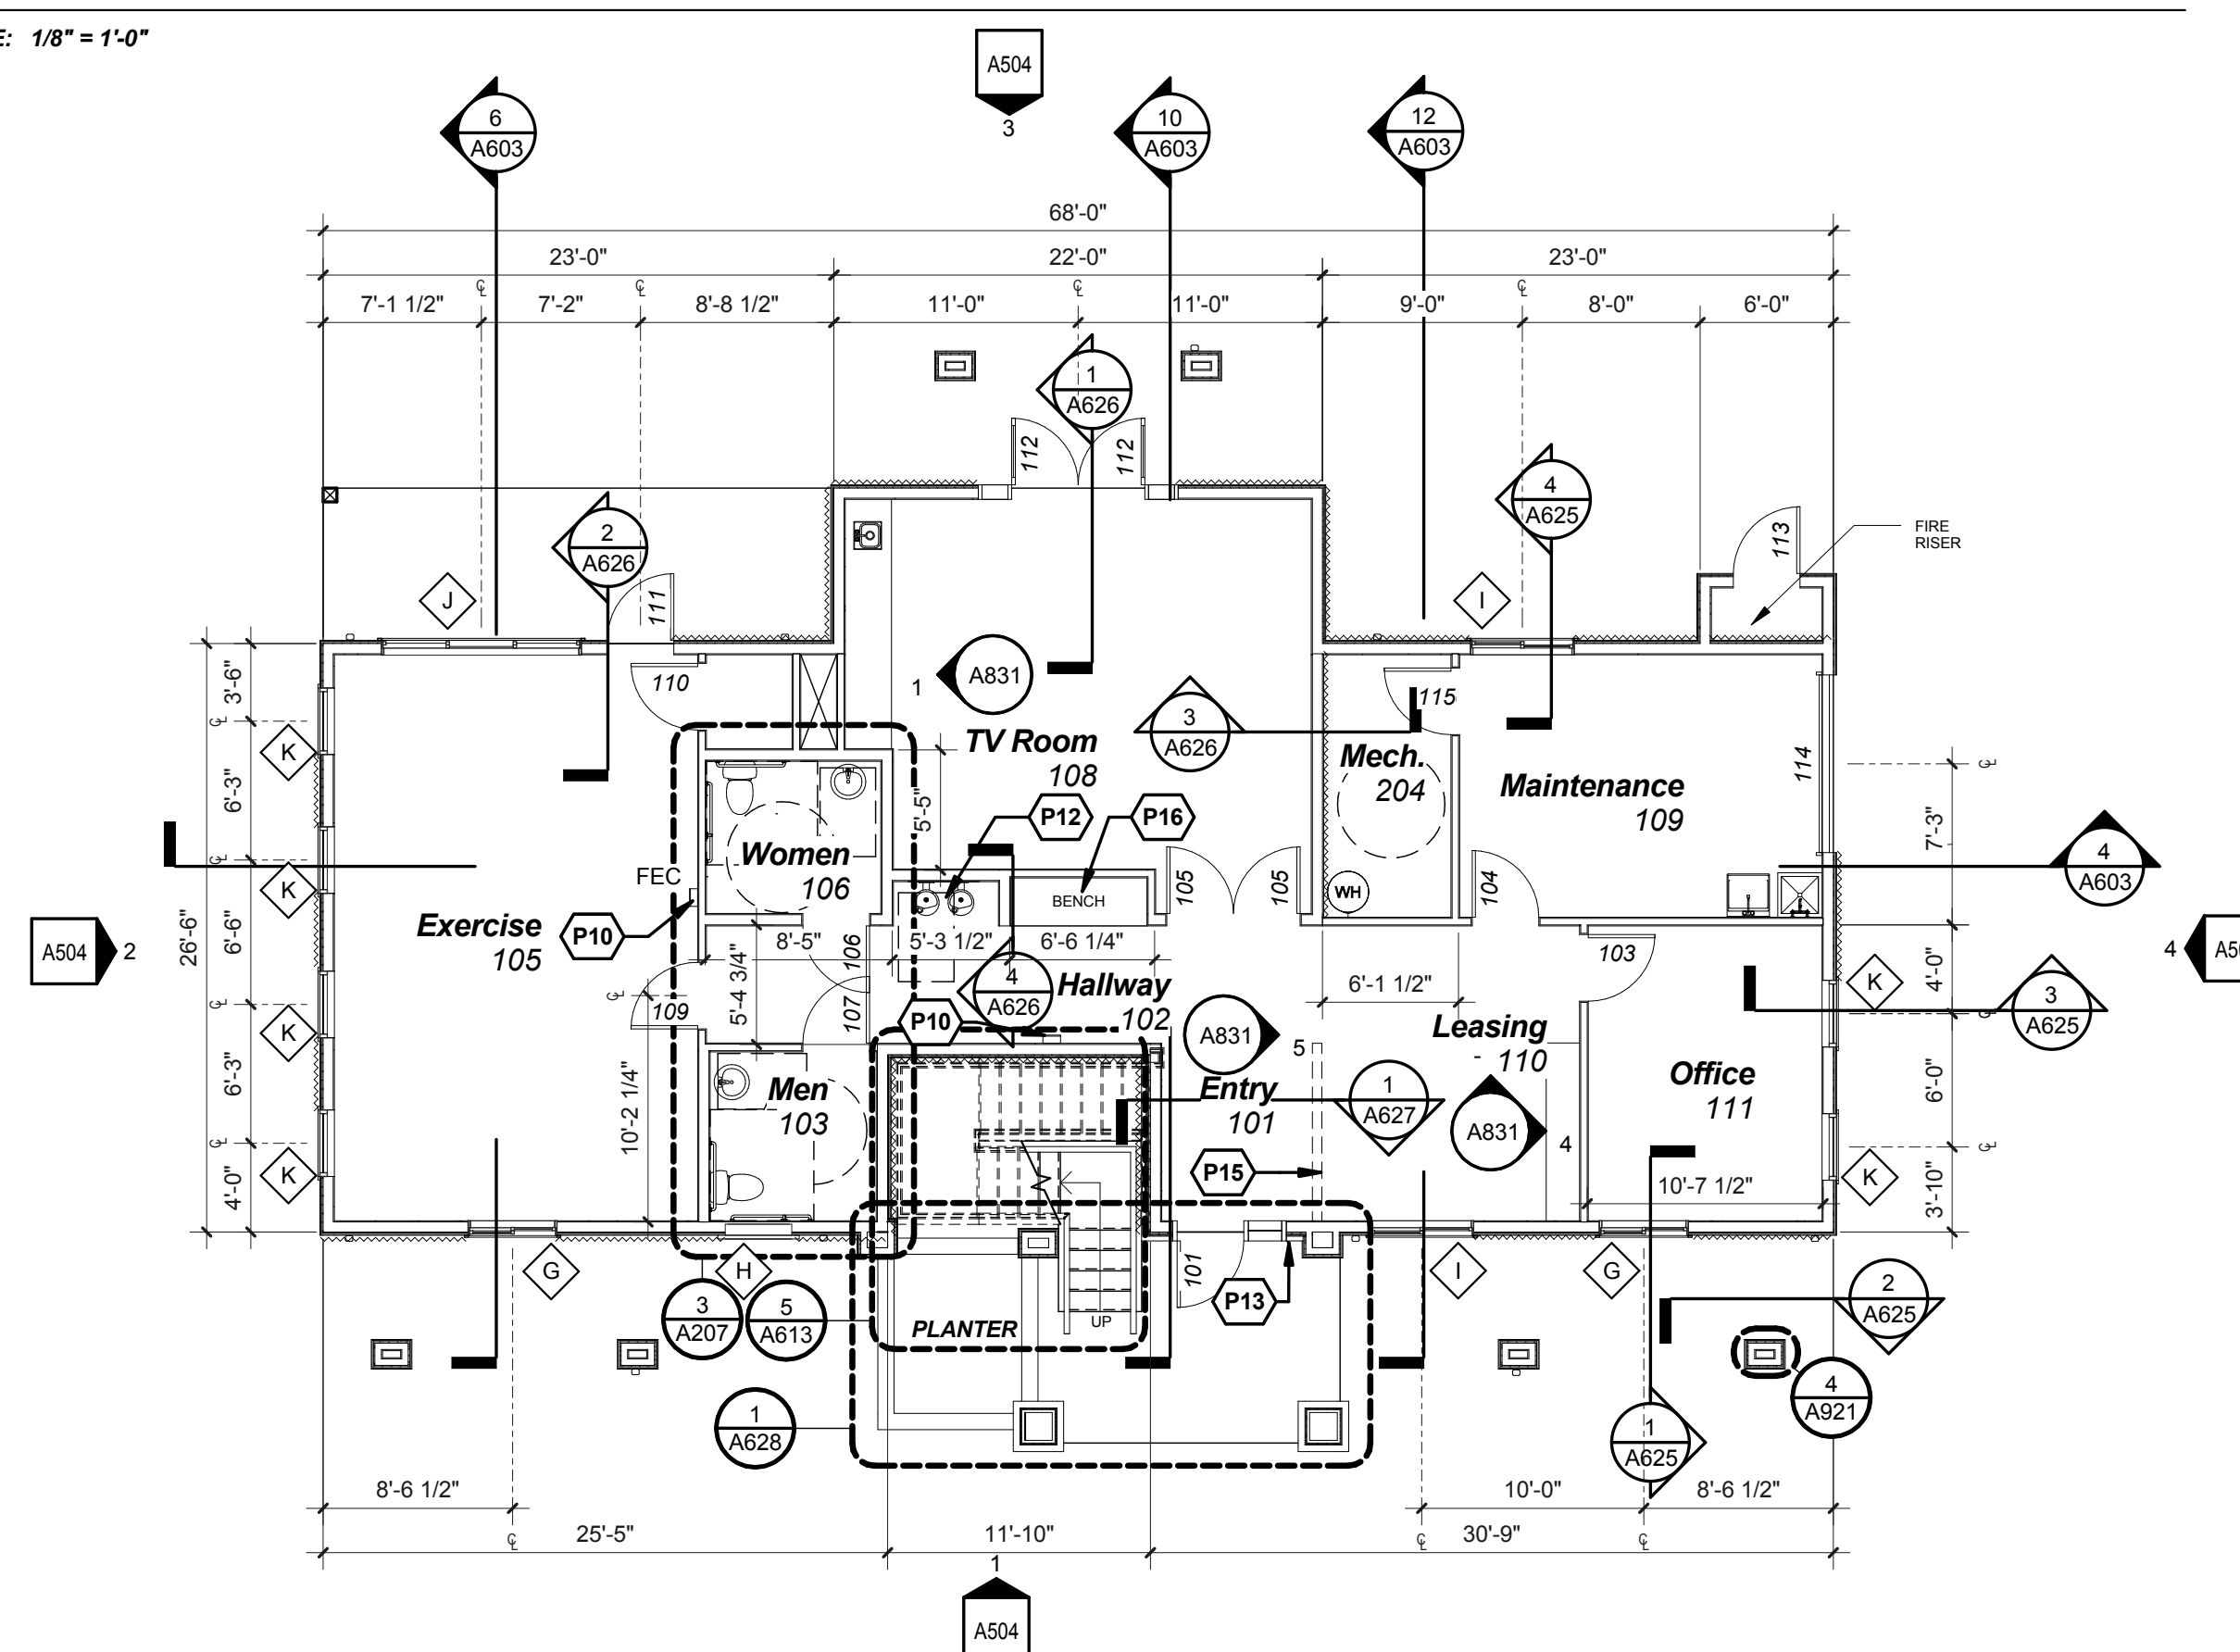 E: 1/8" = 1'-0"
A504
3
6
A603
10
A603
12
A603
68'-0"
23'-0"
22'-0"
23'-0"
7'-1 1/2"
7'-2"
8'-8 1/2"
11'-0"
11'-0"
9'-0"
8'-0"
6'-0"
1
A626
112
112
4
A625
2
A626
113
FIRE
RISER
J
111
I
3'-6"
110
1
A831
115
3
A626
TV Room
108
Mech.
204
Maintenance
109
114
K
6'-3"
5'-5"
P12
P16
7'-3"
Women
106
FEC
K
BENCH
105
105
WH
104
4
A603
Exercise
105
P10
26'-6"
6'-6"
A504
2
8'-5"
106
5'-3 1/2"
6'-6 1/4"
103
4
A50
5'-4 3/4"
4
A626
Hallway
102
6'-1 1/2"
K
4'-0"
3
A625
109
107
P10
K
A831
5
Leasing
110
6'-3"
10'-2 1/4"
Men
103
Entry
101
1
A627
A831
4
Office
111
6'-0"
K
4'-0"
P15
10'-7 1/2"
K
3'-10"
G
H
101
P13
I
G
3
A207
5
A613
PLANTER
UP
2
A625
4
A921
1
A628
1
A625
8'-6 1/2"
10'-0"
8'-6 1/2"
25'-5"
11'-10"
30'-9"
1
A504